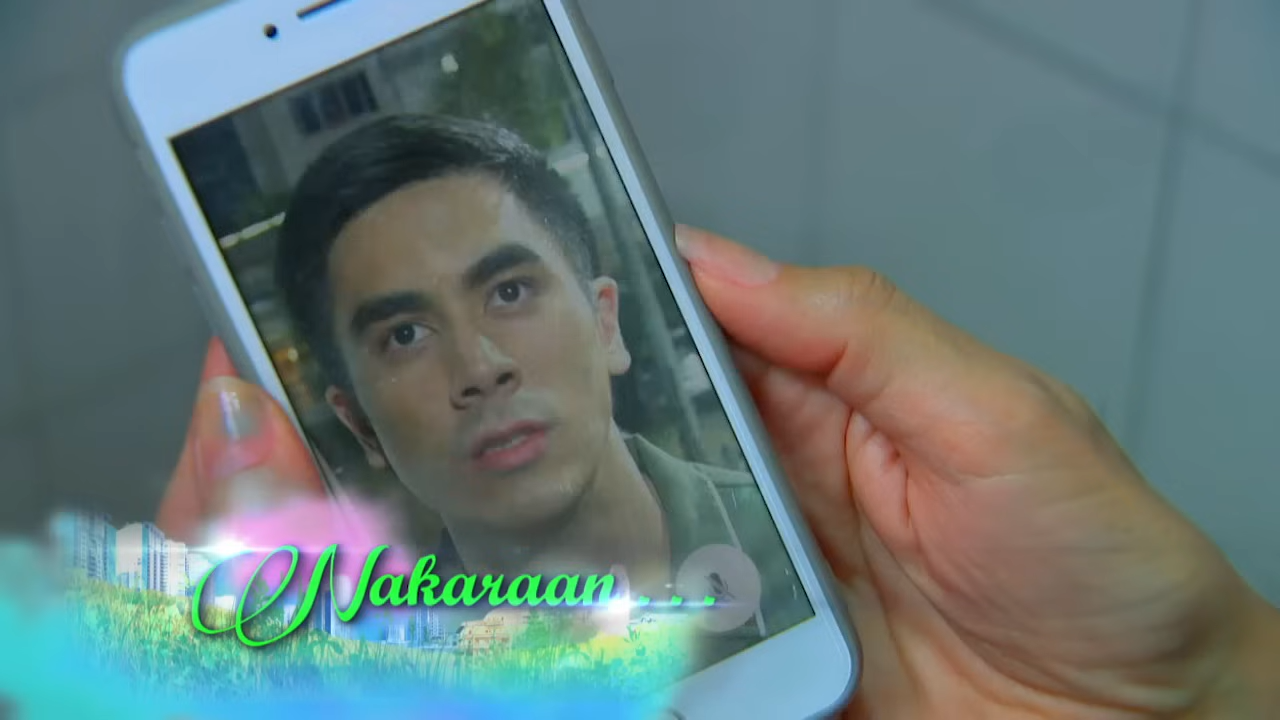 Nakaraan . . .